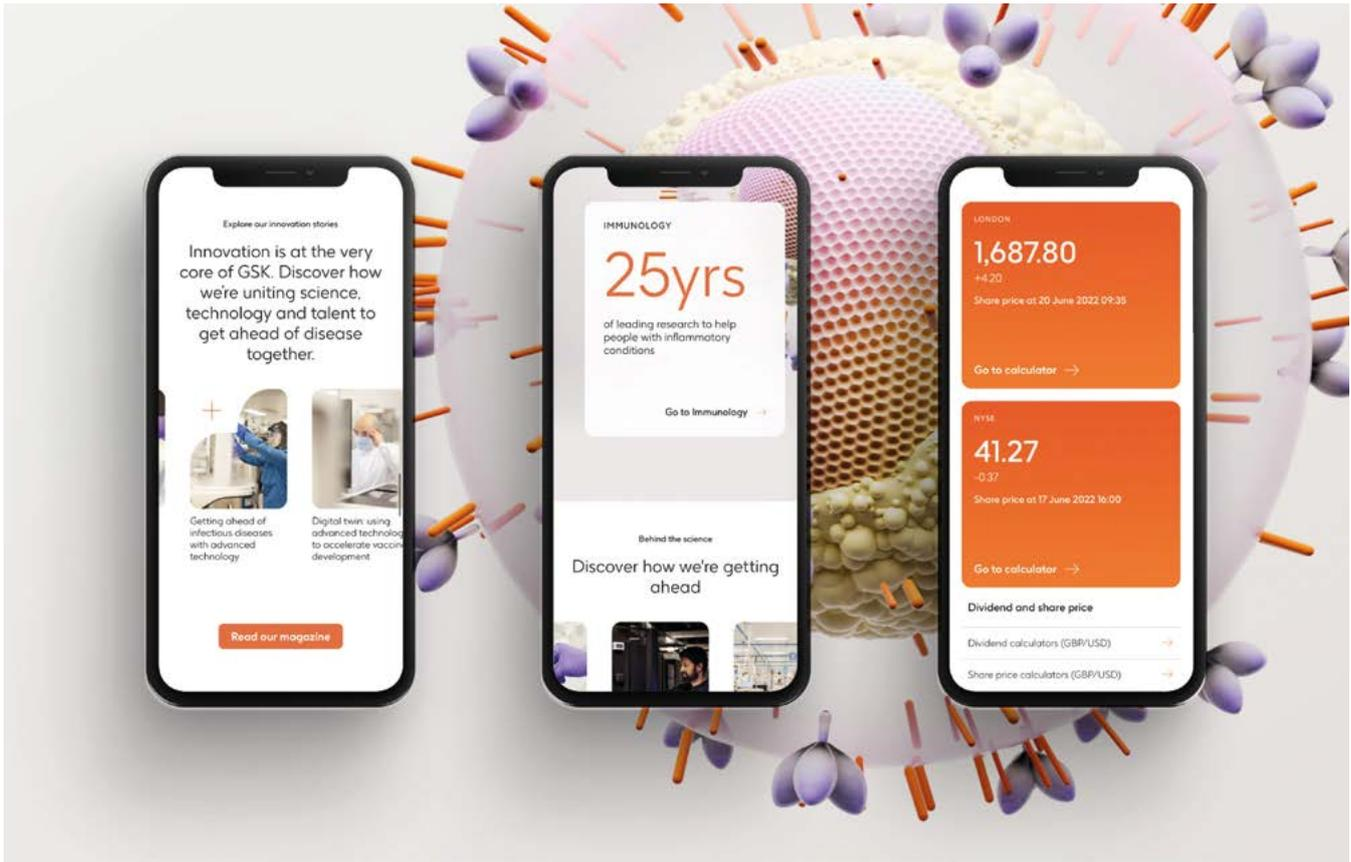 Explore our innovation stories
Innovation is at the very
core of GSK. Discover how
we're uniting science,
technology and talent to
get ahead of disease
together.
Getting ahead of
infectious diseases
with advanced
technology
Digital twin: using
advanced technolog
to accelerate vaccin
development
Read our magazine
IMMUNOLOGY
25yrs
of leading research to help
people with inflammatory
conditions
Go to Immunology →
Behind the science
Discover how we're getting
ahead
LONDON
1,687.80
+4.20
Share price at 20 June 2022 09:35
Go to calculator →
NYSE
41.27
-0.37
Share price at 17 June 2022 16:00
Go to calculator →
Dividend and share price
Dividend calculators (GBP/USD) →
Share price calculators (GBP/USD) →